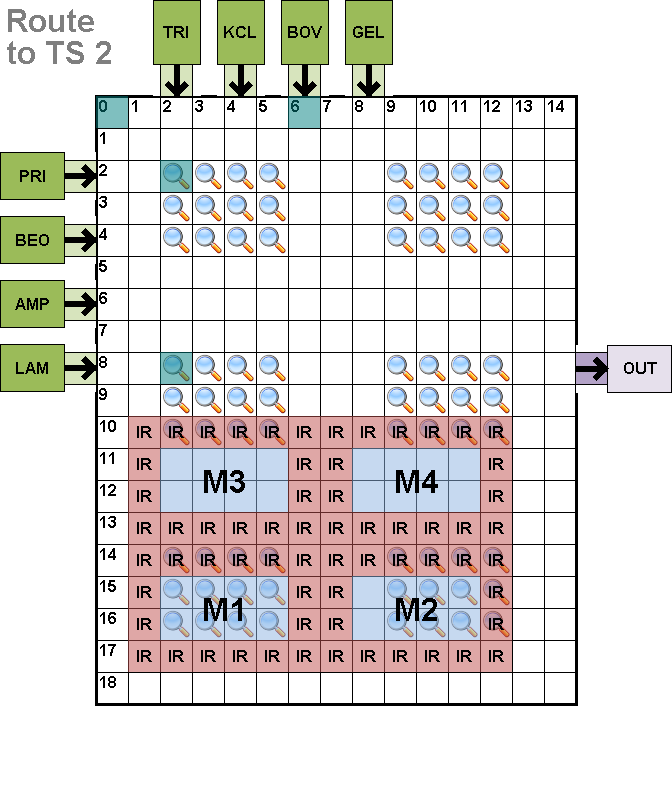 Route
to TS 2
TRI KCL BOV GEL
0 1 2 3 4 5 6 7 8 9 10 11 12 13 14
1
PRI 2
3
BEO 4
5
AMP 6
7
LAM 8 OUT
9
10 IR IR IR IR IR IR IR IR IR IR IR IR
11 IR M3 IR IR M4 IR
12 IR IR IR IR
13 IR IR IR IR IR IR IR IR IR IR IR IR
14 IR IR IR IR IR IR IR IR IR IR IR IR
15 IR M1 IR IR M2 IR
16 IR IR IR IR
17 IR IR IR IR IR IR IR IR IR IR IR IR
18